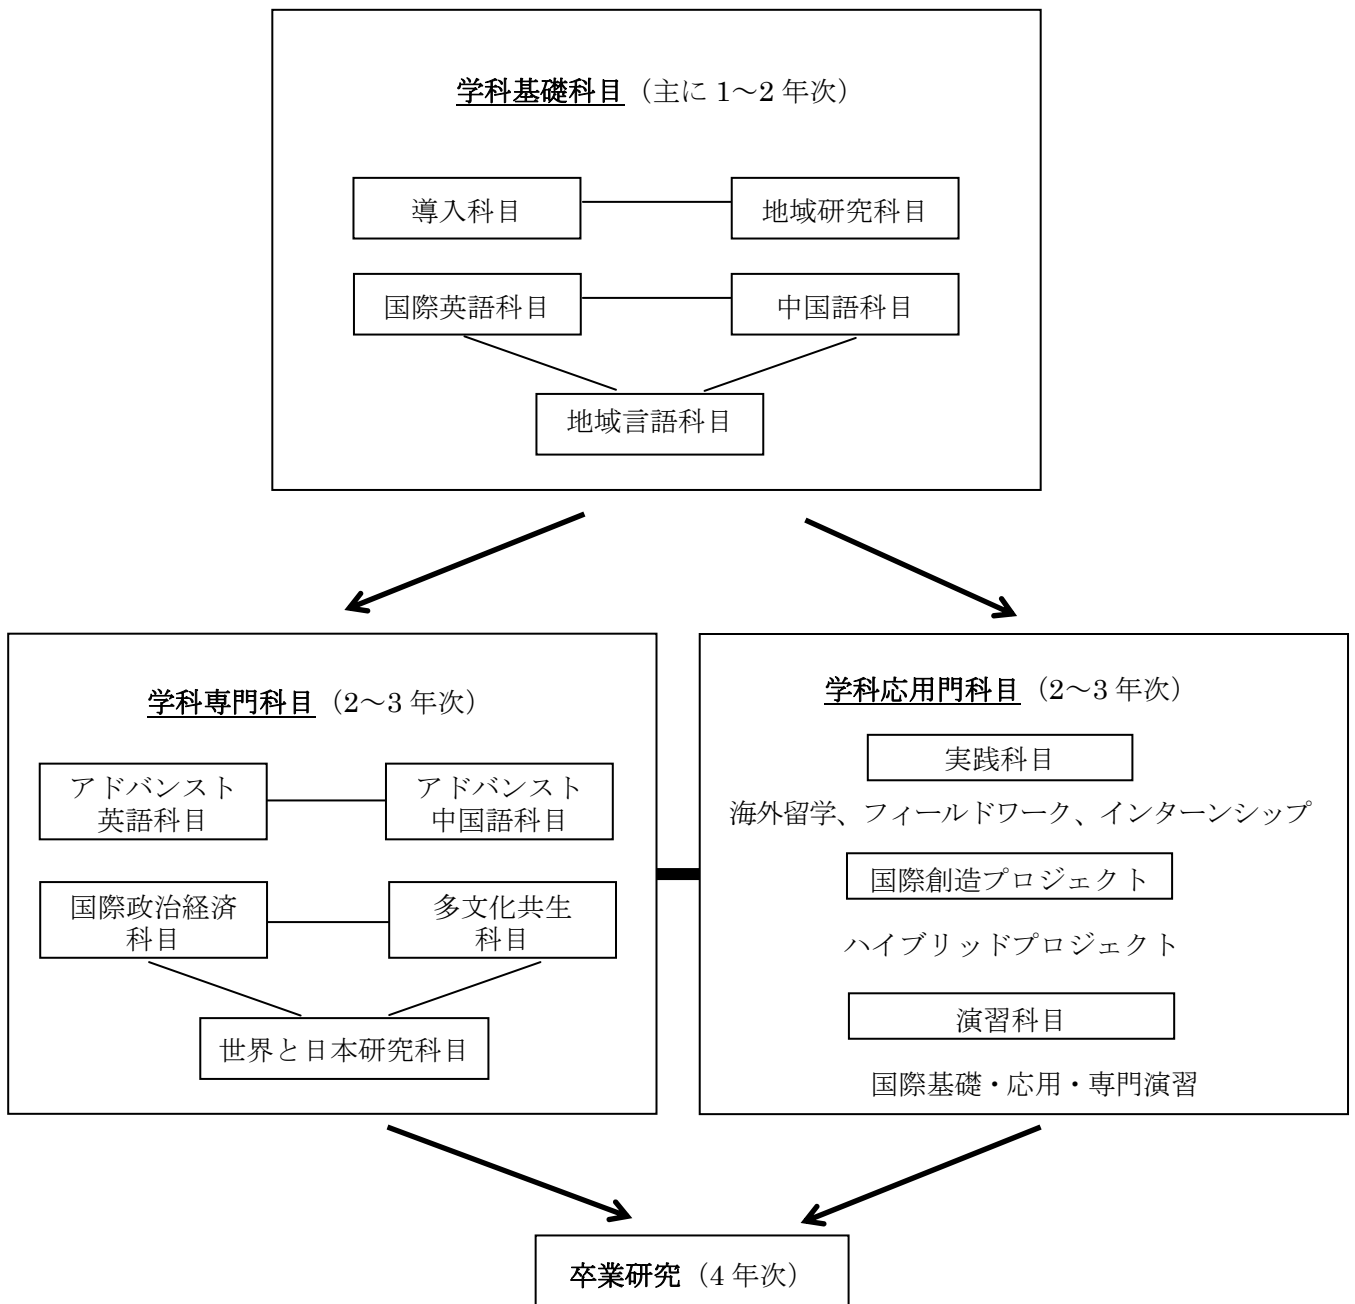 学科基礎科目（主に 1～2 年次）
導入科目
地域研究科目
国際英語科目
中国語科目
地域言語科目
学科専門科目（2～3 年次）
アドバンスト
英語科目
アドバンスト
中国語科目
国際政治経済
科目
多文化共生
科目
世界と日本研究科目
学科応用門科目（2～3 年次）
実践科目
海外留学、フィールドワーク、インターンシップ
国際創造プロジェクト
ハイブリッドプロジェクト
演習科目
国際基礎・応用・専門演習
卒業研究（4 年次）